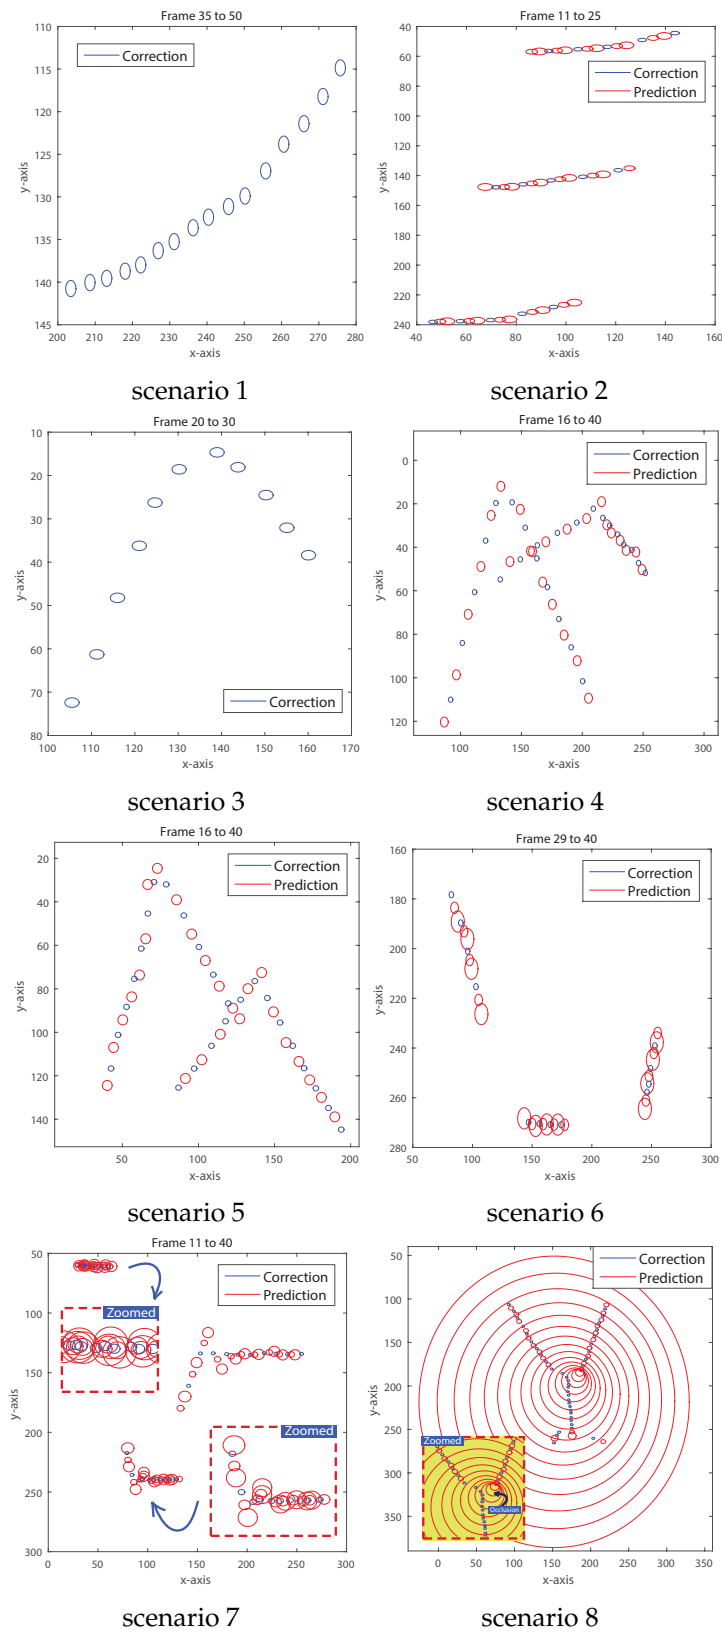 Frame 35 to 50
Correction
y-axis
110
115
120
125
130
135
140
145
200 210 220 230 240 250 260 270 280
x-axis
scenario 1
Frame 11 to 25
Correction
Prediction
y-axis
40
60
80
100
120
140
160
180
200
220
240
40 60 80 100 120 140 160
x-axis
scenario 2
Frame 20 to 30
Correction
y-axis
10
20
30
40
50
60
70
80
100 110 120 130 140 150 160 170
x-axis
scenario 3
Frame 16 to 40
Correction
Prediction
y-axis
0
20
40
60
80
100
120
100 150 200 250 300
x-axis
scenario 4
Frame 16 to 40
Correction
Prediction
y-axis
20
40
60
80
100
120
140
50 100 150 200
x-axis
scenario 5
Frame 29 to 40
Correction
Prediction
y-axis
160
180
200
220
240
260
280
50 100 150 200 250 300
x-axis
scenario 6
Frame 11 to 40
Correction
Prediction
Zoomed
Zoomed
y-axis
50
100
150
200
250
300
0 50 100 150 200 250 300
x-axis
scenario 7
Correction
Prediction
Zoomed
Occlusion
y-axis
50
100
150
200
250
300
350
0 50 100 150 200 250 300 350
x-axis
scenario 8